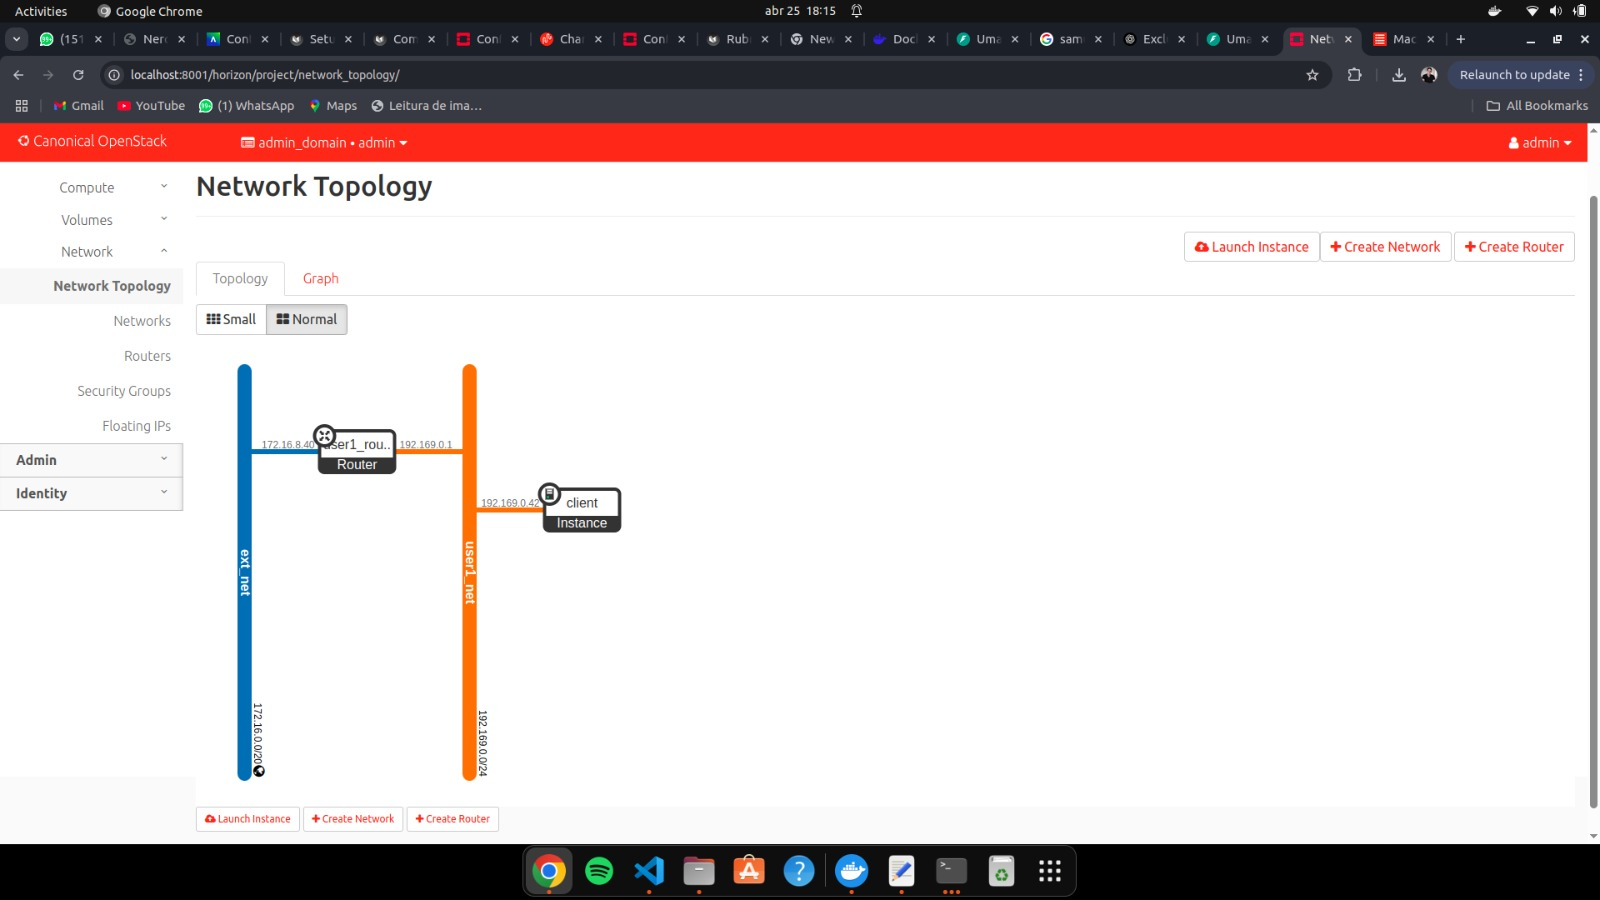 Activities
Google Chrome
abr 25 18:15
(151
Nerc
Con
Setu
Com
Con
Cha
Con
Rub
New
Doc
Uma
sam
Excl
Uma
Net
Mac
localhost:8001/horizon/project/network_topology/
Relaunch to update
Gmail
YouTube
(1) WhatsApp
Maps
Leitura de ima...
All Bookmarks
Canonical OpenStack
admin_domain • admin
admin
Compute
Volumes
Network
Network Topology
Networks
Routers
Security Groups
Floating IPs
Admin
Identity
Network Topology
Launch Instance
Create Network
Create Router
Topology
Graph
Small
Normal
172.16.8.40
user1_rou..
Router
192.169.0.1
192.169.0.42
client
Instance
ext_net
user1_net
172.16.0.0/20
192.169.0.0/24
Launch Instance
Create Network
Create Router